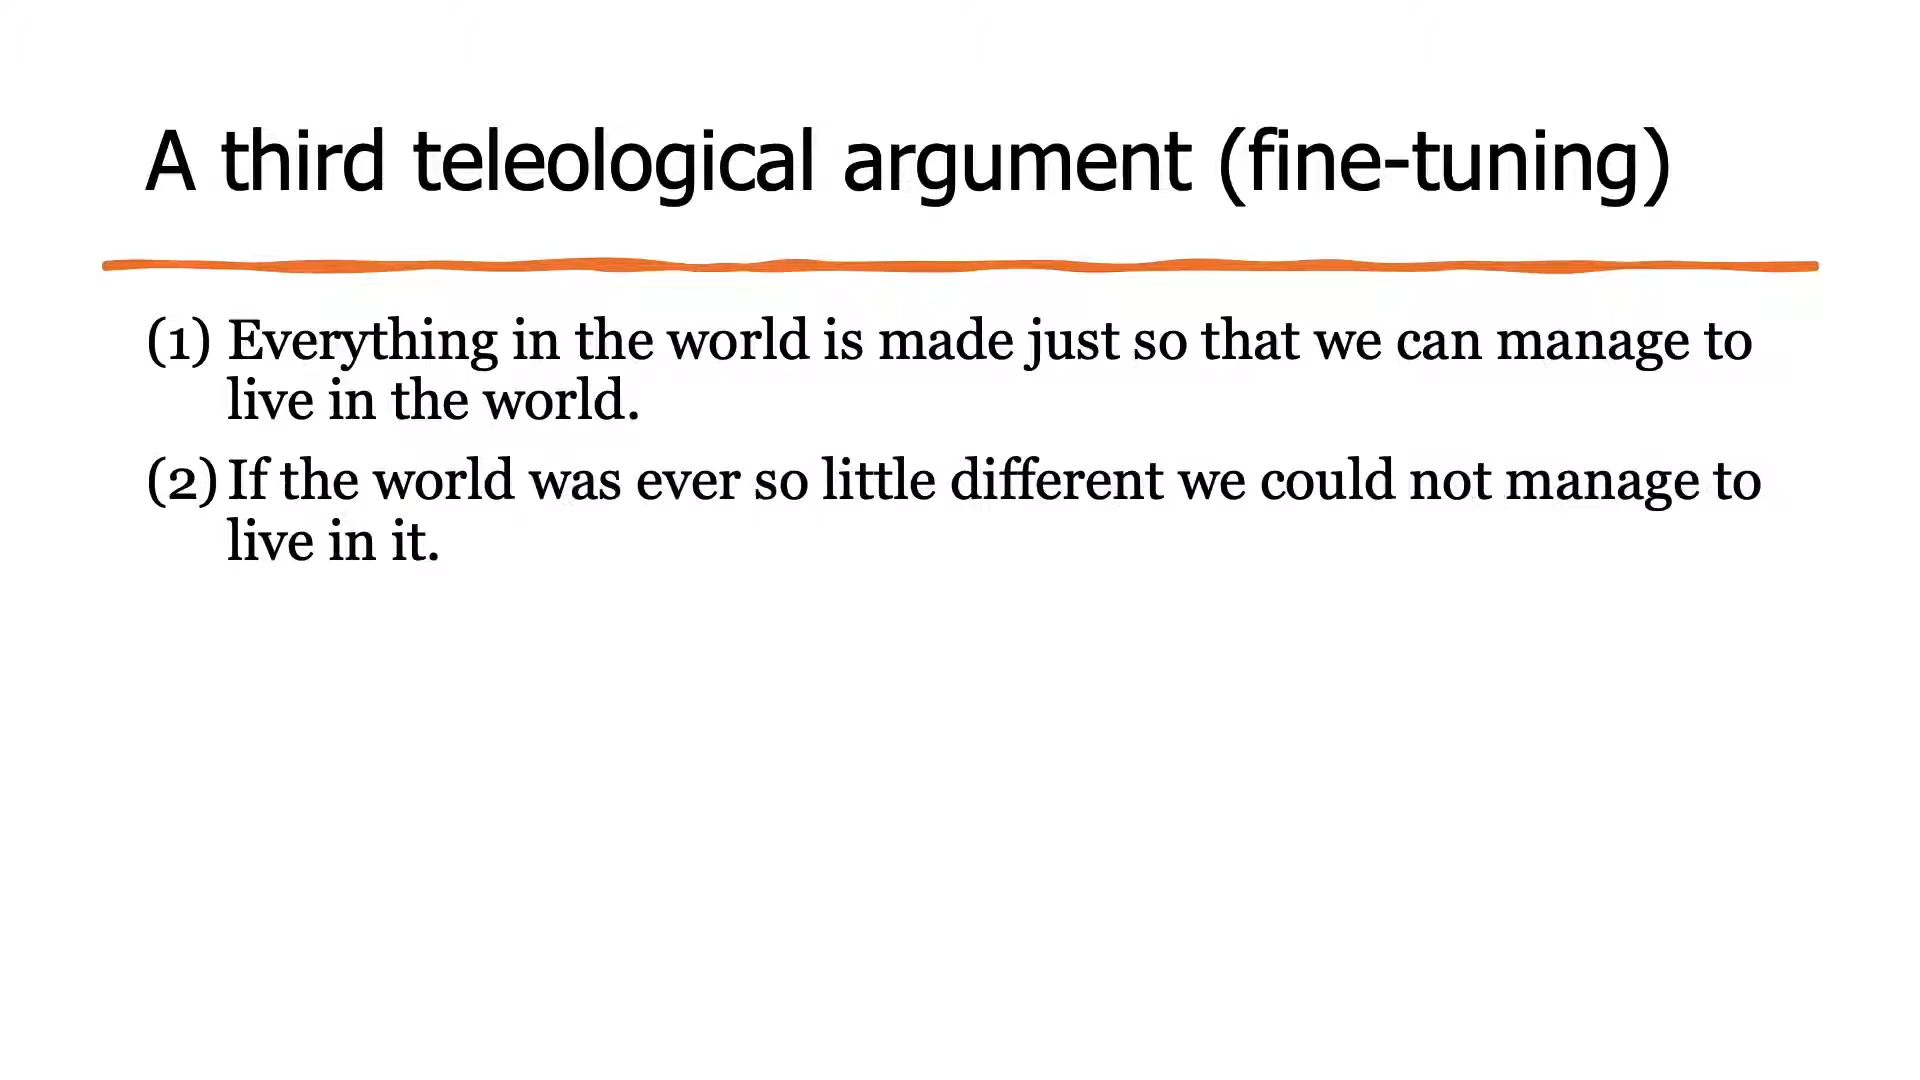 A third teleological argument (fine-tuning)
(1) Everything in the world is made just so that we can manage to
live in the world.
(2) If the world was ever so little different we could not manage to
live in it.